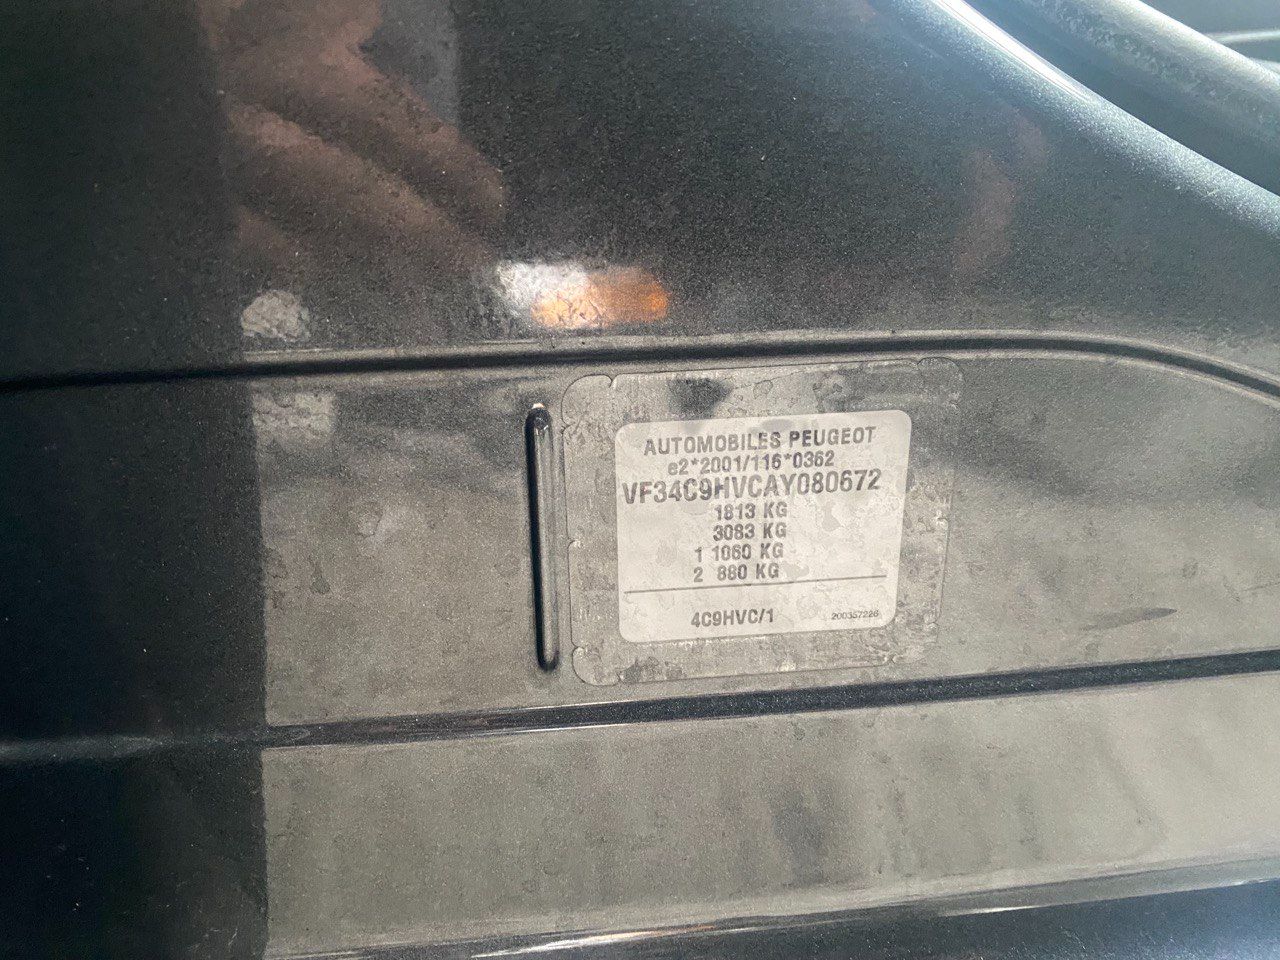 AUTOMOBILES PEUGEOT
e2*2001/116*0362
VF34C9HVCAY080672
1813 KG
3083 KG
1 1060 KG
2 880 KG
4C9HVC/1
200357226